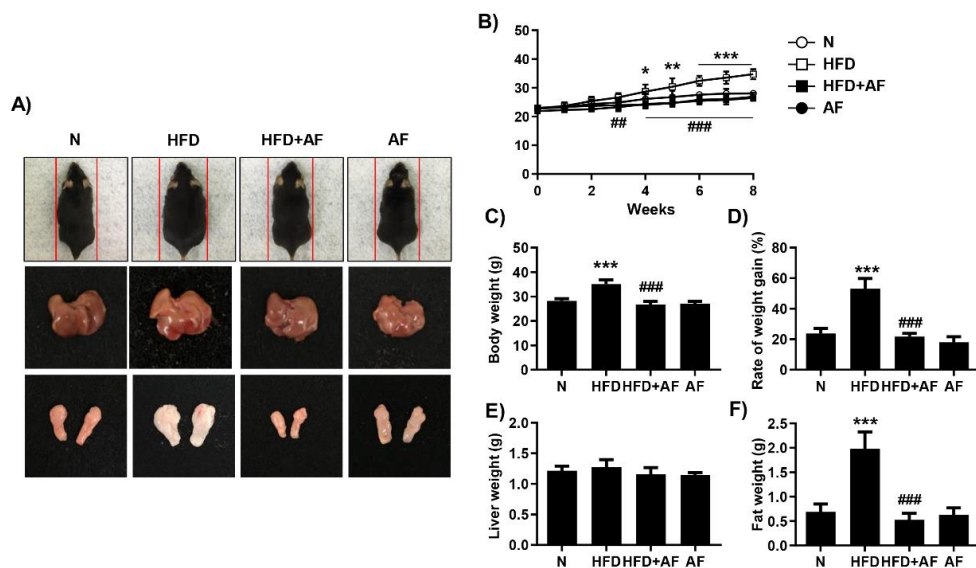 A)
N HFD HFD+AF AF
B)
50
40
30
20
10
0
* ** ***
## ###
0 2 4 6 8
Weeks
N
HFD
HFD+AF
AF
C)
Body weight (g)
50
40
30
20
10
0
***
###
N HFD HFD+AF AF
D)
Rate of weight gain (%)
80
60
40
20
0
***
###
N HFD HFD+AF AF
E)
Liver weight (g)
2.0
1.5
1.0
0.5
0.0
N HFD HFD+AF AF
F)
Fat weight (g)
2.5
2.0
1.5
1.0
0.5
0.0
***
###
N HFD HFD+AF AF